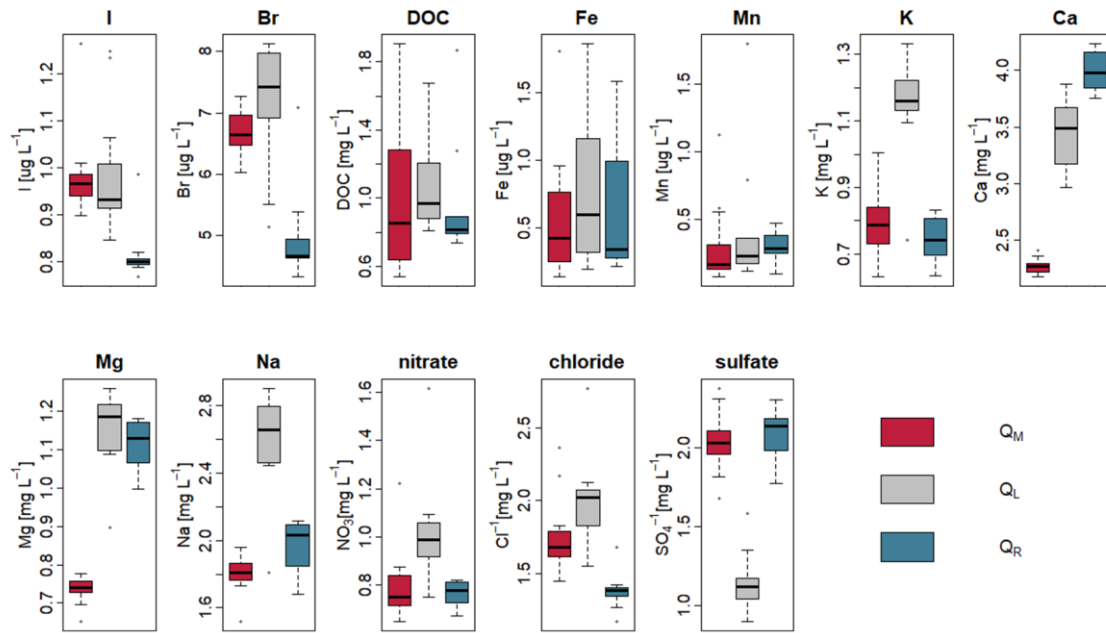 I Br DOC Fe Mn K Ca
I [ug L⁻¹]
0.8 0.9 1.0 1.1 1.2
Br [ug L⁻¹]
5 6 7 8
DOC [mg L⁻¹]
0.6 0.8 1.0 1.2 1.4 1.6 1.8
Fe [ug L⁻¹]
0.5 1.0 1.5
Mn [ug L⁻¹]
0.5 1.0 1.5
K [mg L⁻¹]
0.7 0.9 1.1 1.3
Ca [mg L⁻¹]
2.5 3.0 3.5 4.0
Mg Na nitrate chloride sulfate
Mg [mg L⁻¹]
0.7 0.8 0.9 1.0 1.1 1.2
Na [mg L⁻¹]
1.6 2.0 2.4 2.8
NO₃[mg L⁻¹]
0.8 1.0 1.2 1.4 1.6
Cl⁻¹[mg L⁻¹]
1.5 2.0 2.5
SO₄⁻¹[mg L⁻¹]
1.0 1.5 2.0
Q_M
Q_L
Q_R